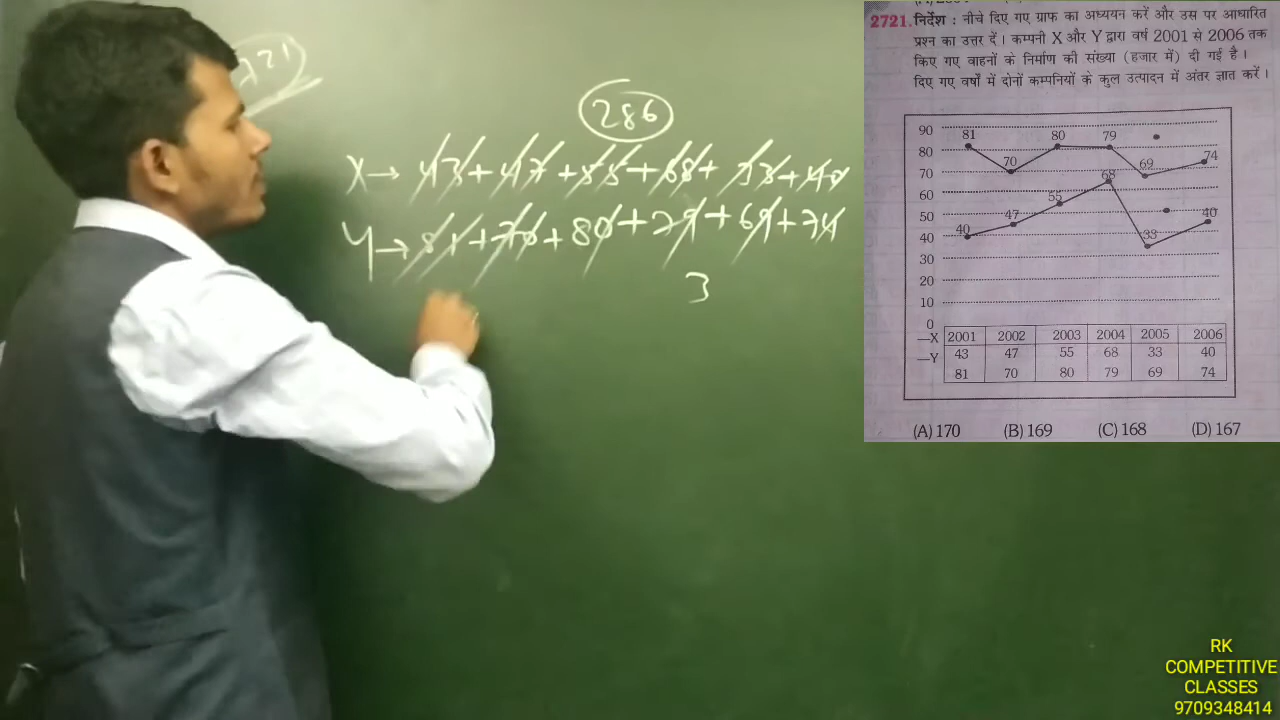 721
286
X → 43 + 47 + 55 + 68 + 33 + 40
Y → 81 + 70 + 80 + 79 + 69 + 74
3
2721. निर्देश : नीचे दिए गए ग्राफ का अध्ययन करें और उस पर आधारित
प्रश्न का उत्तर दें। कम्पनी X और Y द्वारा वर्ष 2001 से 2006 तक
किए गए वाहनों के निर्माण की संख्या (हजार में) दी गई है।
दिए गए वर्षों में दोनों कम्पनियों के कुल उत्पादन में अंतर ज्ञात करें।
90
81 80 79
80
70 69 74
70
68
60
55
50
47 40
40
40 33
30
20
10
0
—X 2001 2002 2003 2004 2005 2006
—Y 43 47 55 68 33 40
81 70 80 79 69 74
(A) 170 (B) 169 (C) 168 (D) 167
RK
COMPETITIVE
CLASSES
9709348414